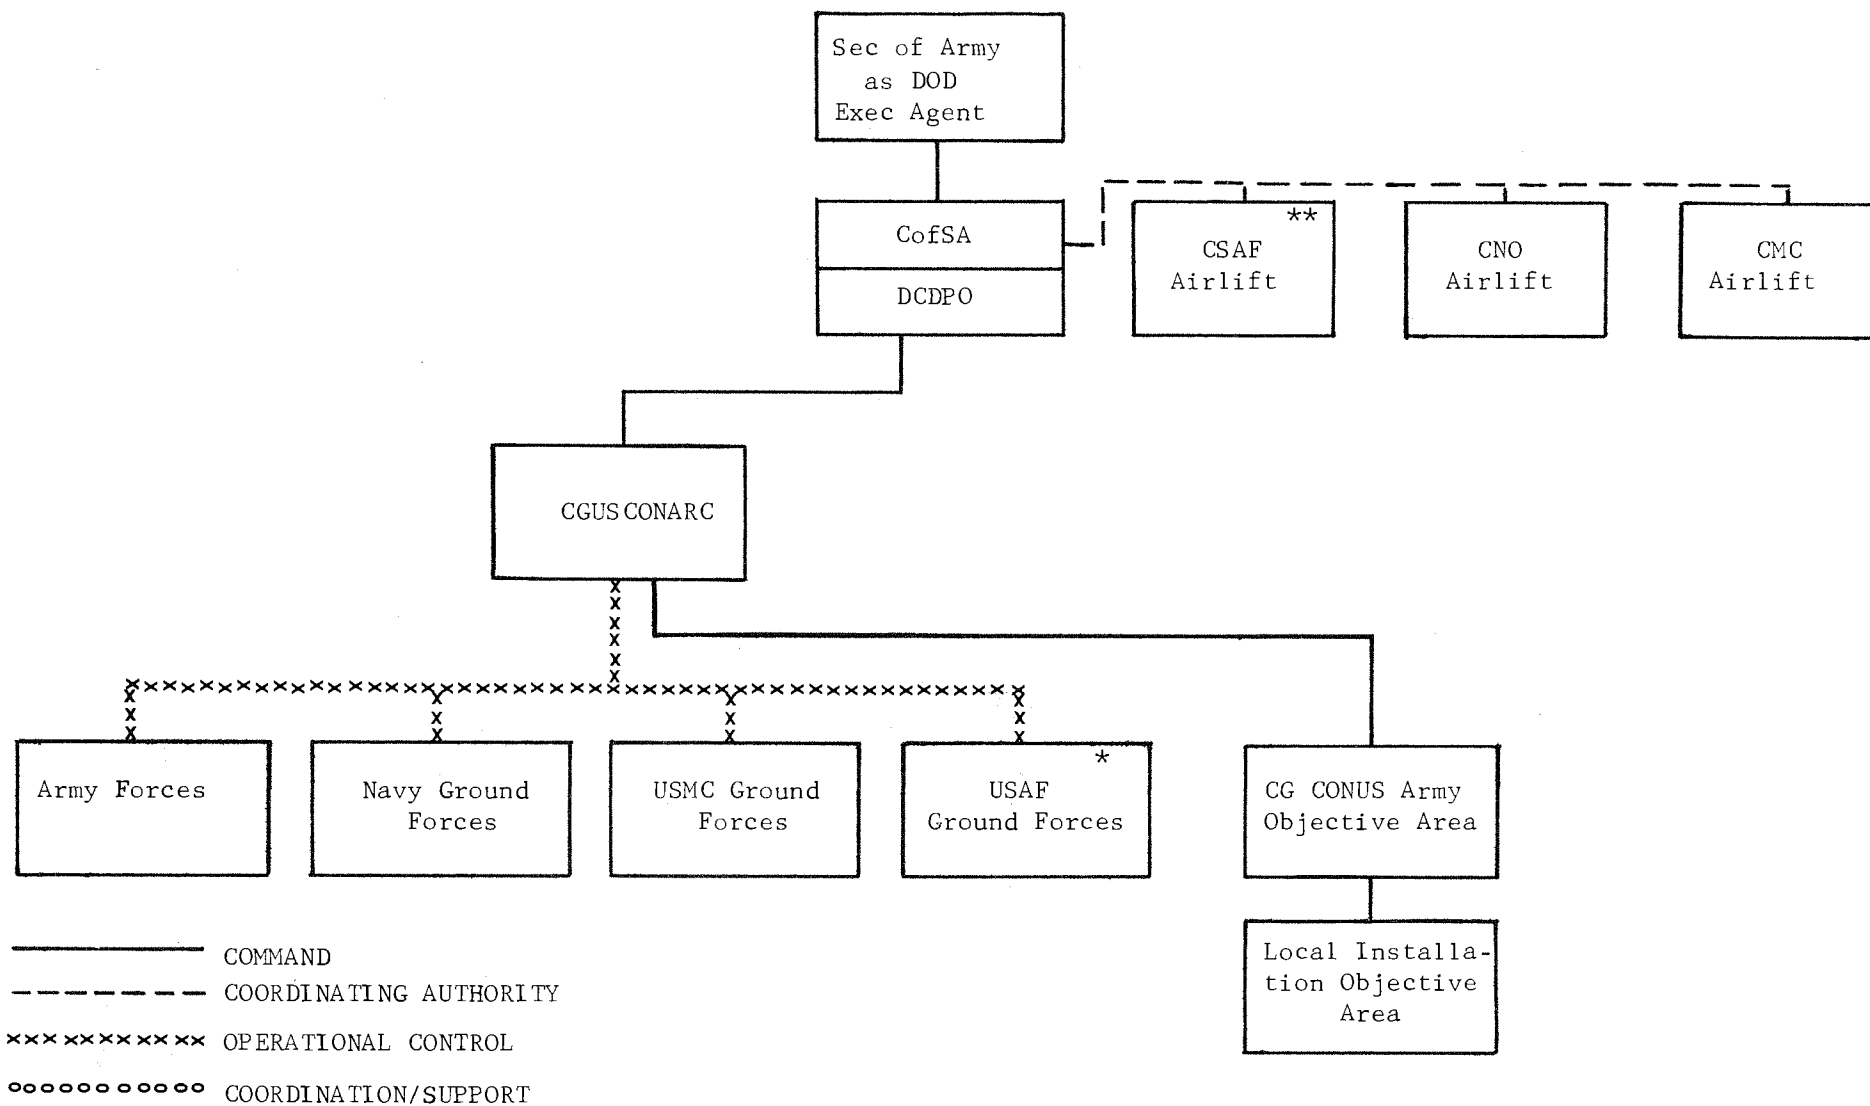 Sec of Army
as DOD
Exec Agent
CofSA
DCDPO
**
CSAF
Airlift
CNO
Airlift
CMC
Airlift
CGUSCONARC
Army Forces
Navy Ground
Forces
USMC Ground
Forces
*
USAF
Ground Forces
CG CONUS Army
Objective Area
Local Installa-
tion Objective
Area
COMMAND
COORDINATING AUTHORITY
OPERATIONAL CONTROL
COORDINATION/SUPPORT